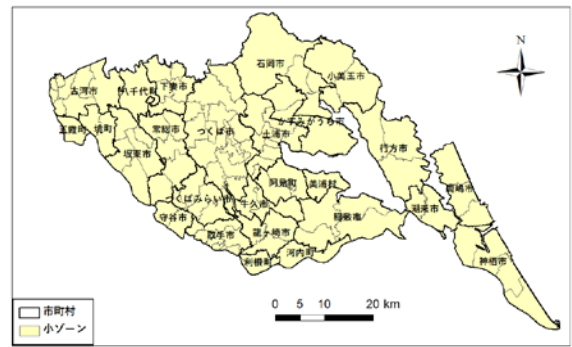 N
石岡市
小美玉市
古河市
八千代町
下妻市
かすみがうら市
五霞町
境町
常総市
つくば市
土浦市
坂東市
行方市
阿見町
美浦村
鹿嶋市
つくばみらい市
牛久市
稲敷市
潮来市
守谷市
取手市
龍ケ崎市
利根町
河内町
神栖市
0 5 10 20 km
市町村
小ゾーン